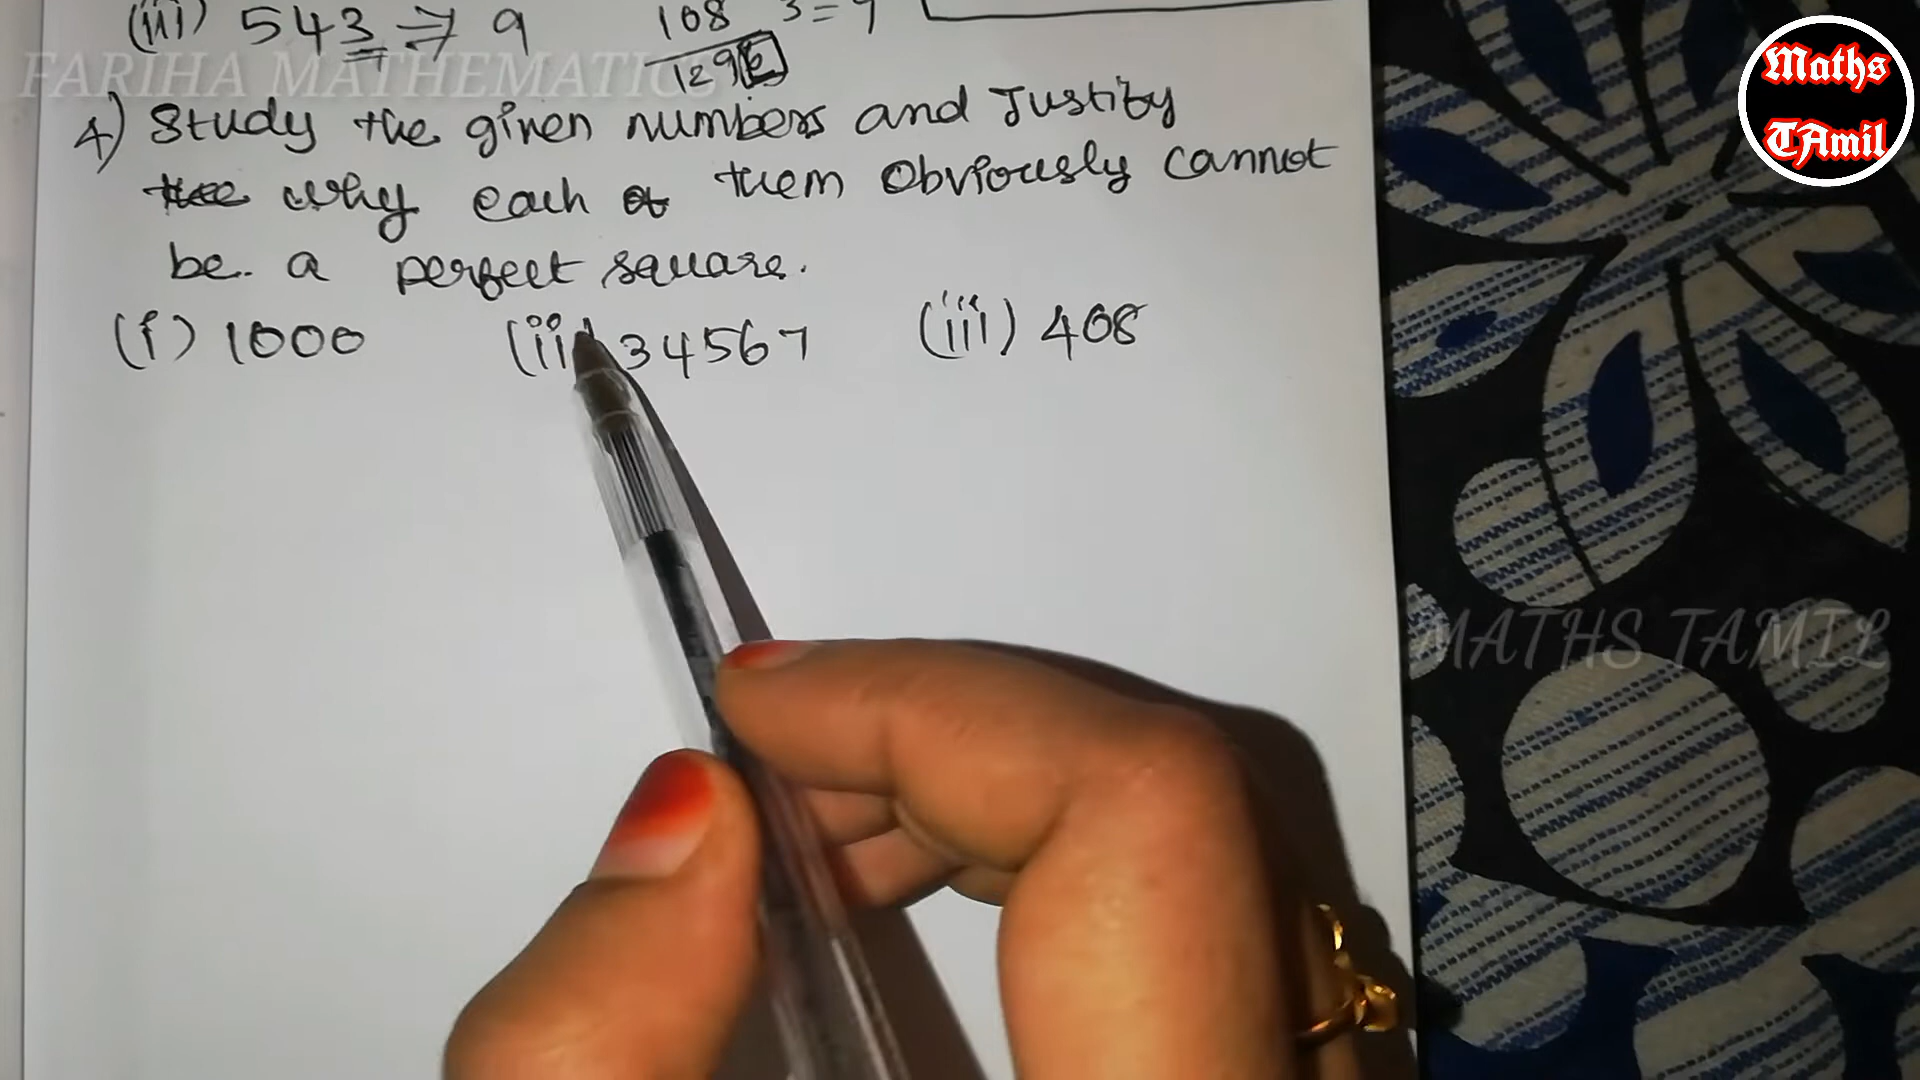 (iii) 543 => 9 108 3 = 9
1296
FARIHA MATHEMATICS
4) Study the given numbers and Justify
the why each of them obviously cannot
be a perfect square.
(i) 1000 (ii) 34567 (iii) 408
Maths
TAmil
MATHS TAMIL